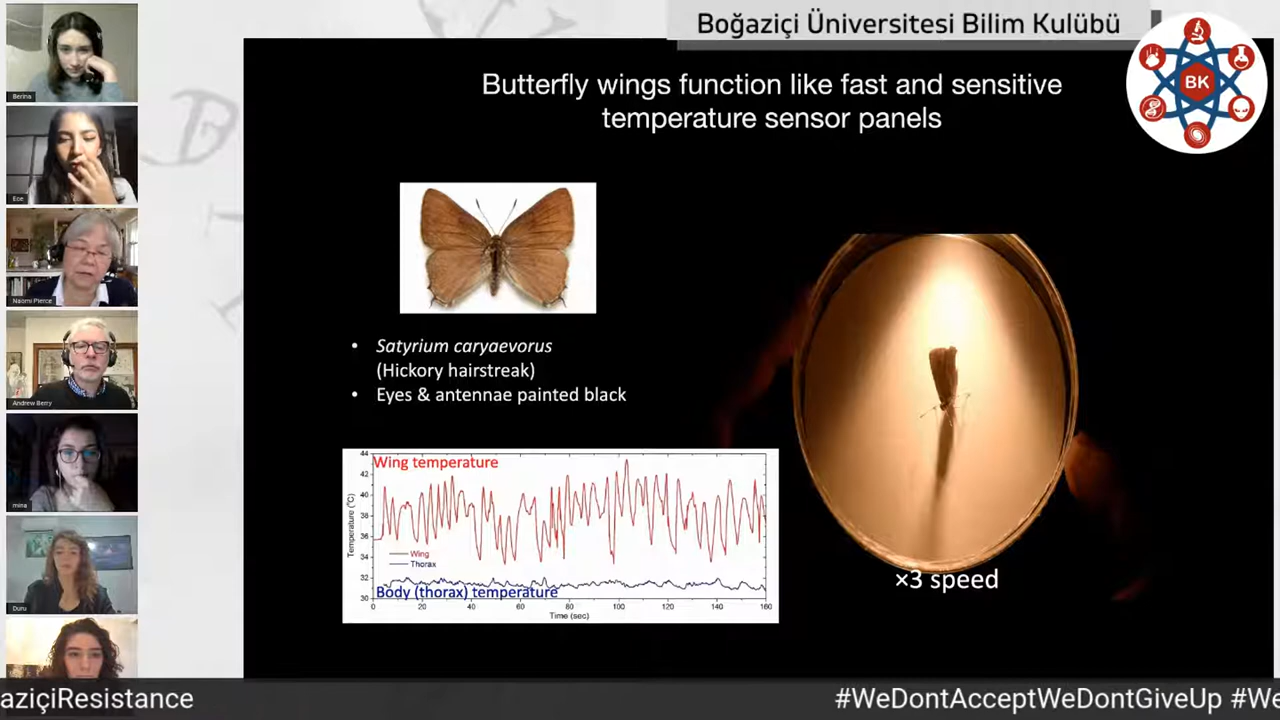 Boğaziçi Üniversitesi Bilim Kulübü
BK
Butterfly wings function like fast and sensitive
temperature sensor panels
Berina
Ece
Naomi Pierce
Andrew Berry
mina
Duru
• Satyrium caryaevorus
(Hickory hairstreak)
• Eyes & antennae painted black
Wing temperature
Temperature (°C)
44
42
40
38
36
34
32
30
Wing
Thorax
Body (thorax) temperature
0 20 40 60 80 100 120 140 160
Time (sec)
×3 speed
aziçiResistance #WeDontAcceptWeDontGiveUp #We